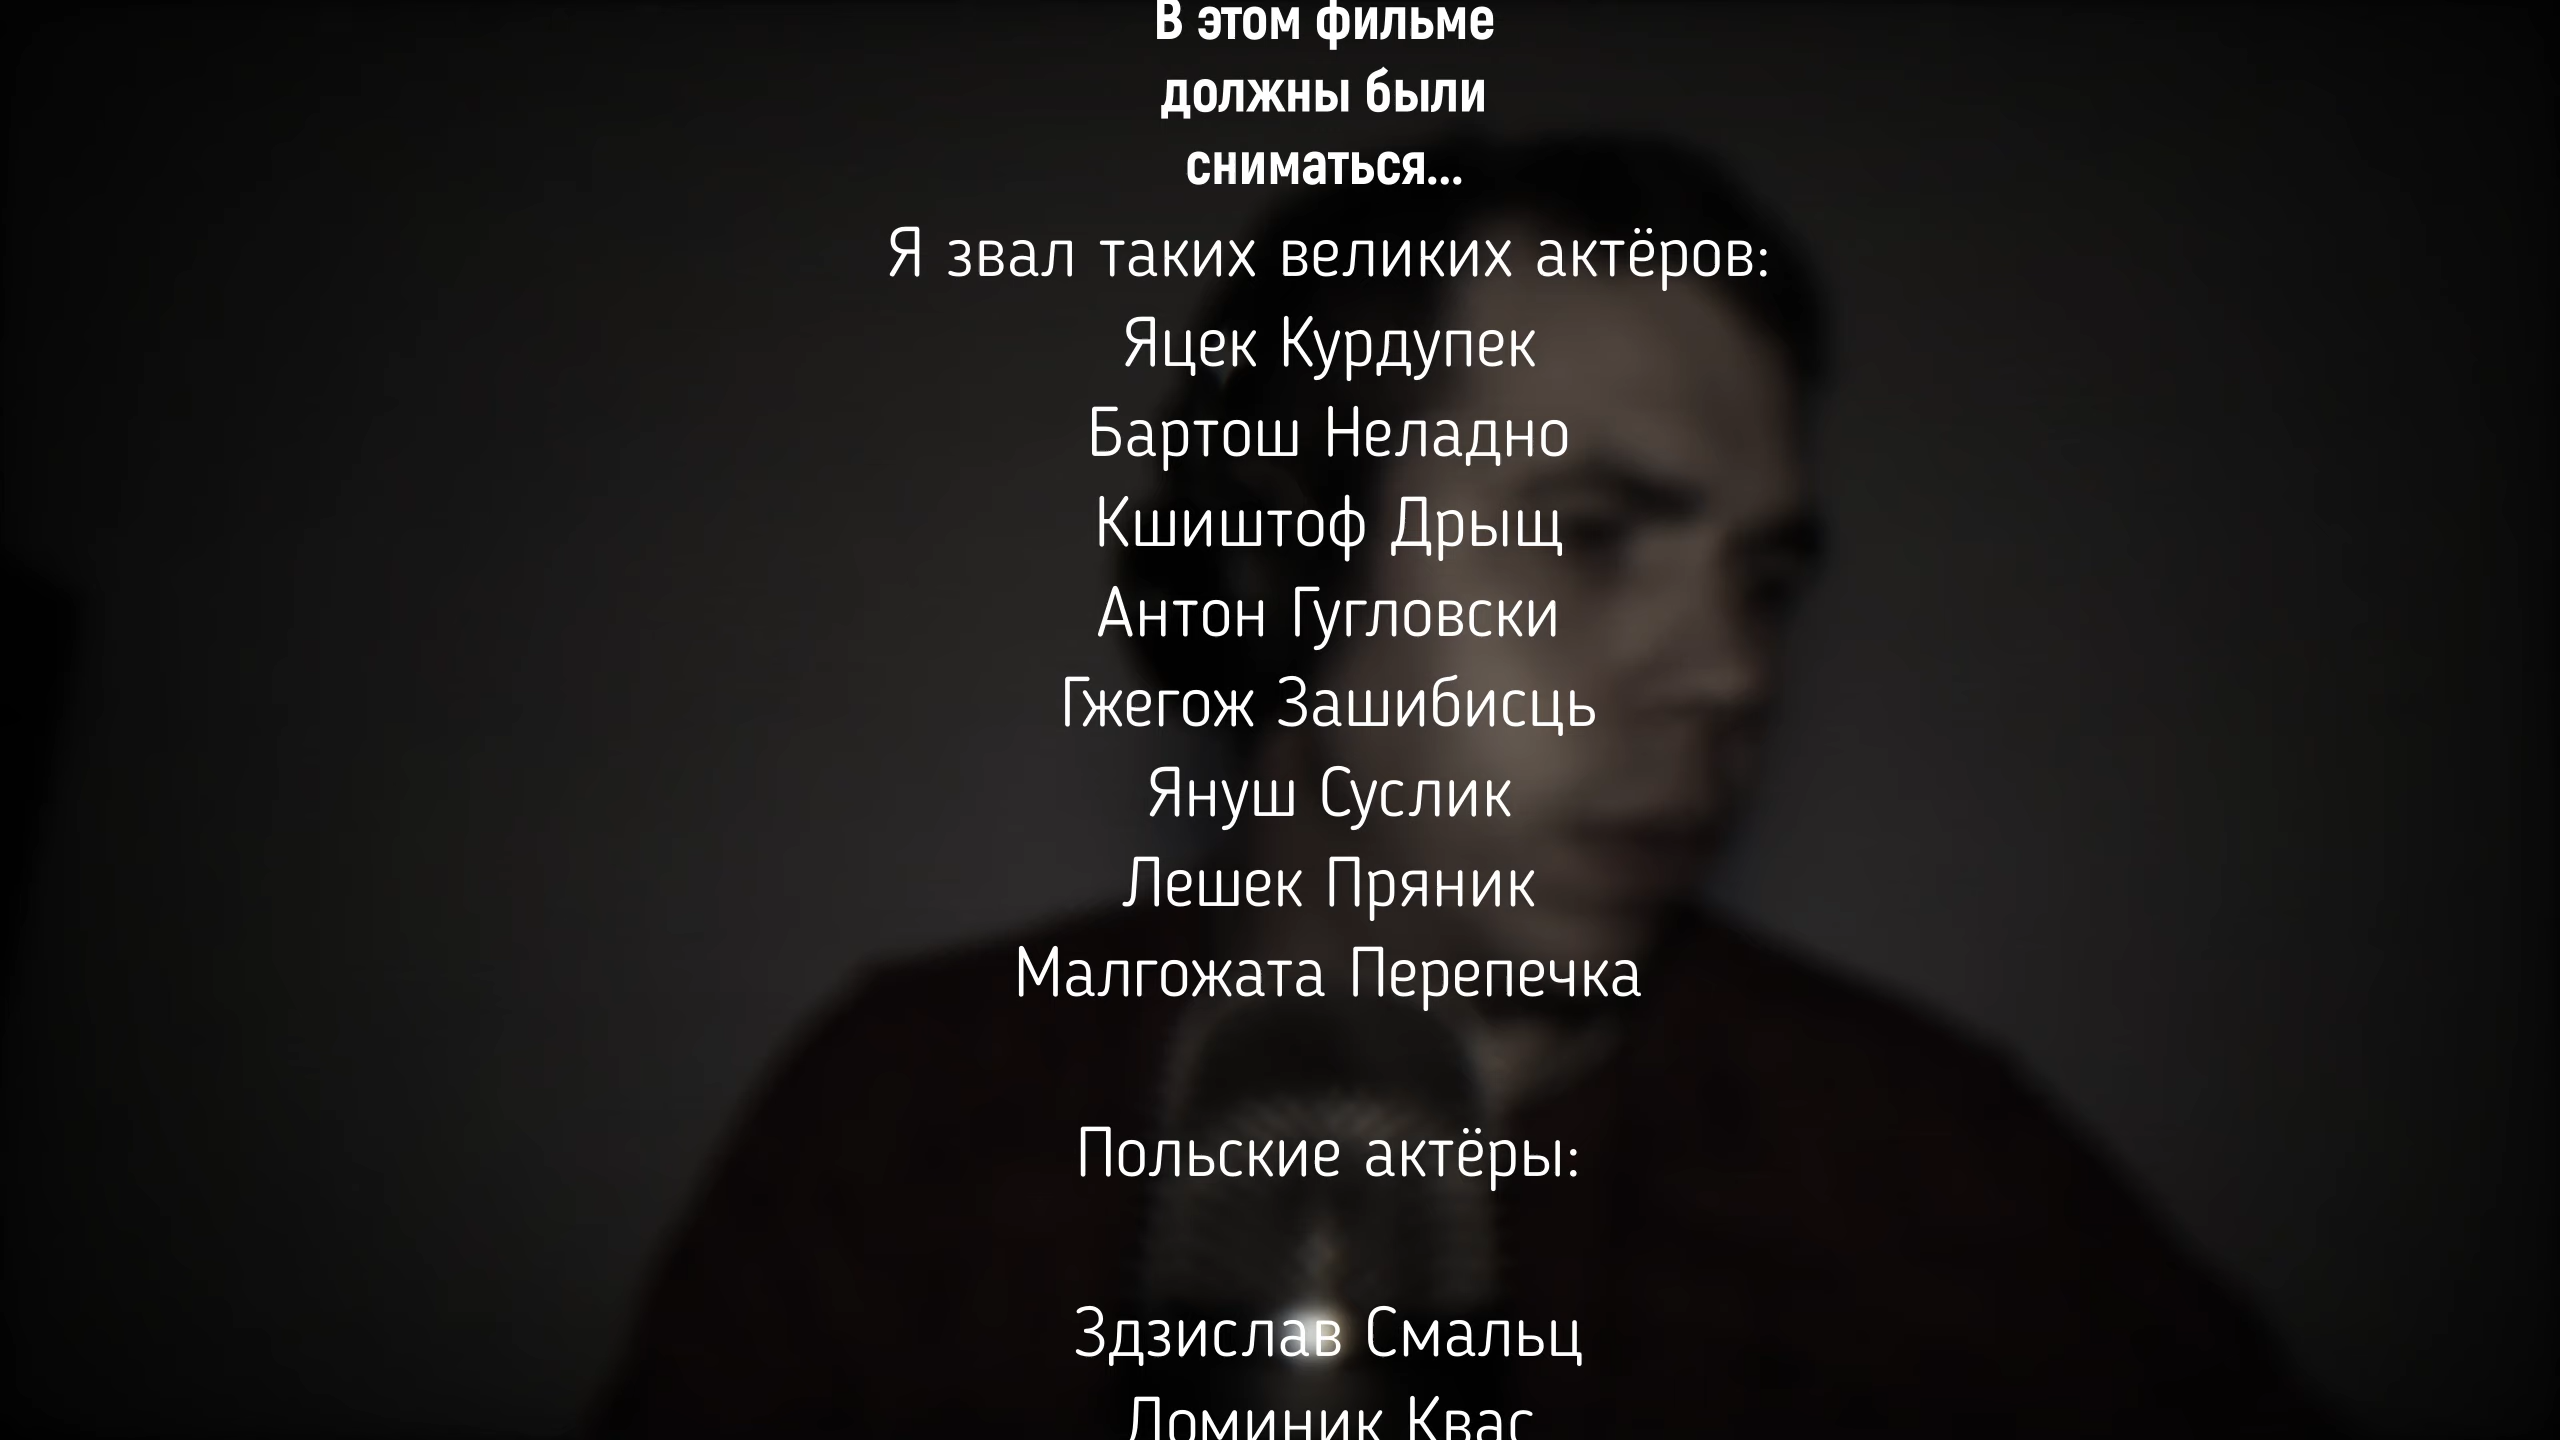 В этом фильме
должны были
сниматься...
Я звал таких великих актёров:
Яцек Курдупек
Бартош Неладно
Кшиштоф Дрыщ
Антон Гугловски
Гжегож Зашибисць
Януш Суслик
Лешек Пряник
Малгожата Перепечка
Польские актёры:
Здзислав Смальц
Доминик Квас